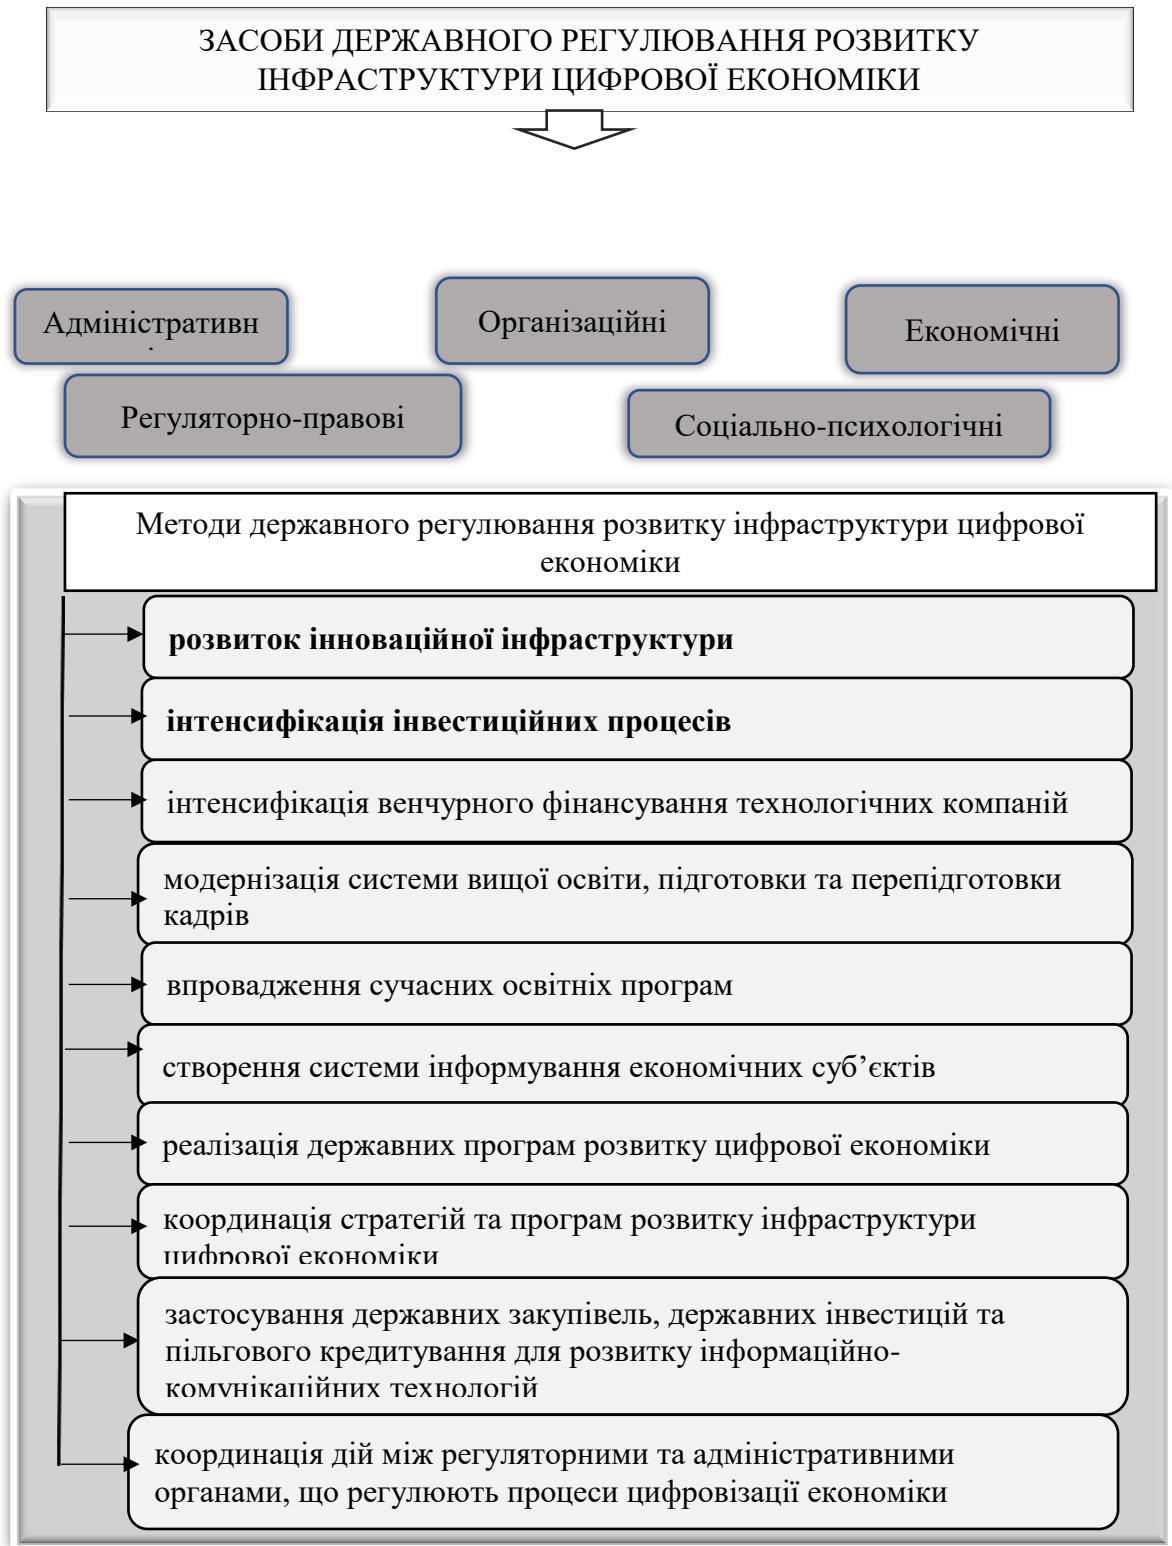 ЗАСОБИ ДЕРЖАВНОГО РЕГУЛЮВАННЯ РОЗВИТКУ
ІНФРАСТРУКТУРИ ЦИФРОВОЇ ЕКОНОМІКИ
Адміністративн
і
Організаційні
Економічні
Регуляторно-правові
Соціально-психологічні
Методи державного регулювання розвитку інфраструктури цифрової
економіки
розвиток інноваційної інфраструктури
інтенсифікація інвестиційних процесів
інтенсифікація венчурного фінансування технологічних компаній
модернізація системи вищої освіти, підготовки та перепідготовки
кадрів
впровадження сучасних освітніх програм
створення системи інформування економічних суб’єктів
реалізація державних програм розвитку цифрової економіки
координація стратегій та програм розвитку інфраструктури
цифрової економіки
застосування державних закупівель, державних інвестицій та
пільгового кредитування для розвитку інформаційно-
комунікаційних технологій
координація дій між регуляторними та адміністративними
органами, що регулюють процеси цифровізації економіки